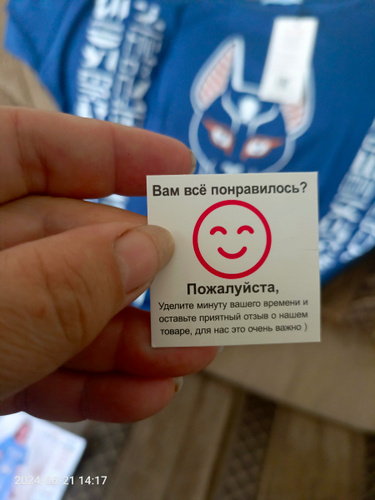 Вам всё понравилось?
Пожалуйста,
Уделите минуту вашего времени и
оставьте приятный отзыв о нашем
товаре, для нас это очень важно )